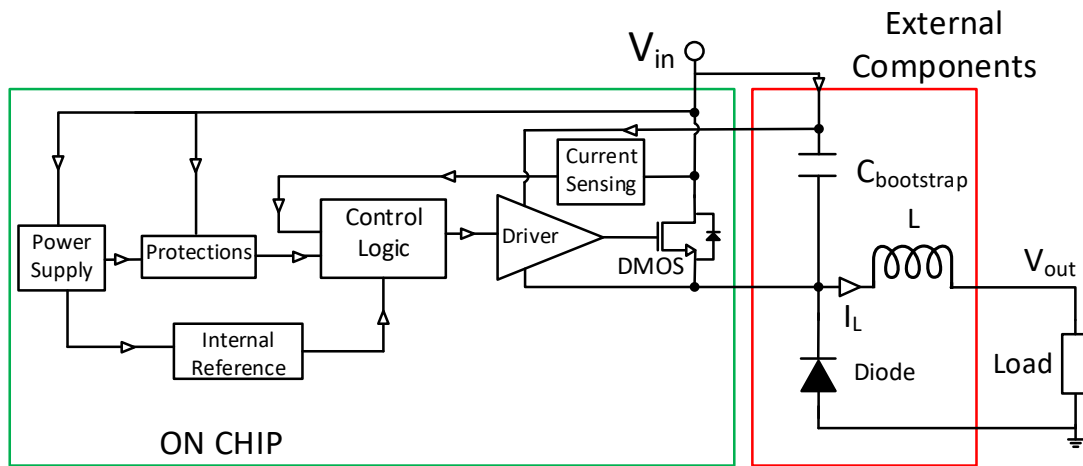 External
Components
Vin
Current
Sensing
Cbootstrap
Control
Logic
L
Power
Supply
Protections
Driver
DMOS
Vout
IL
Internal
Reference
Diode
Load
ON CHIP